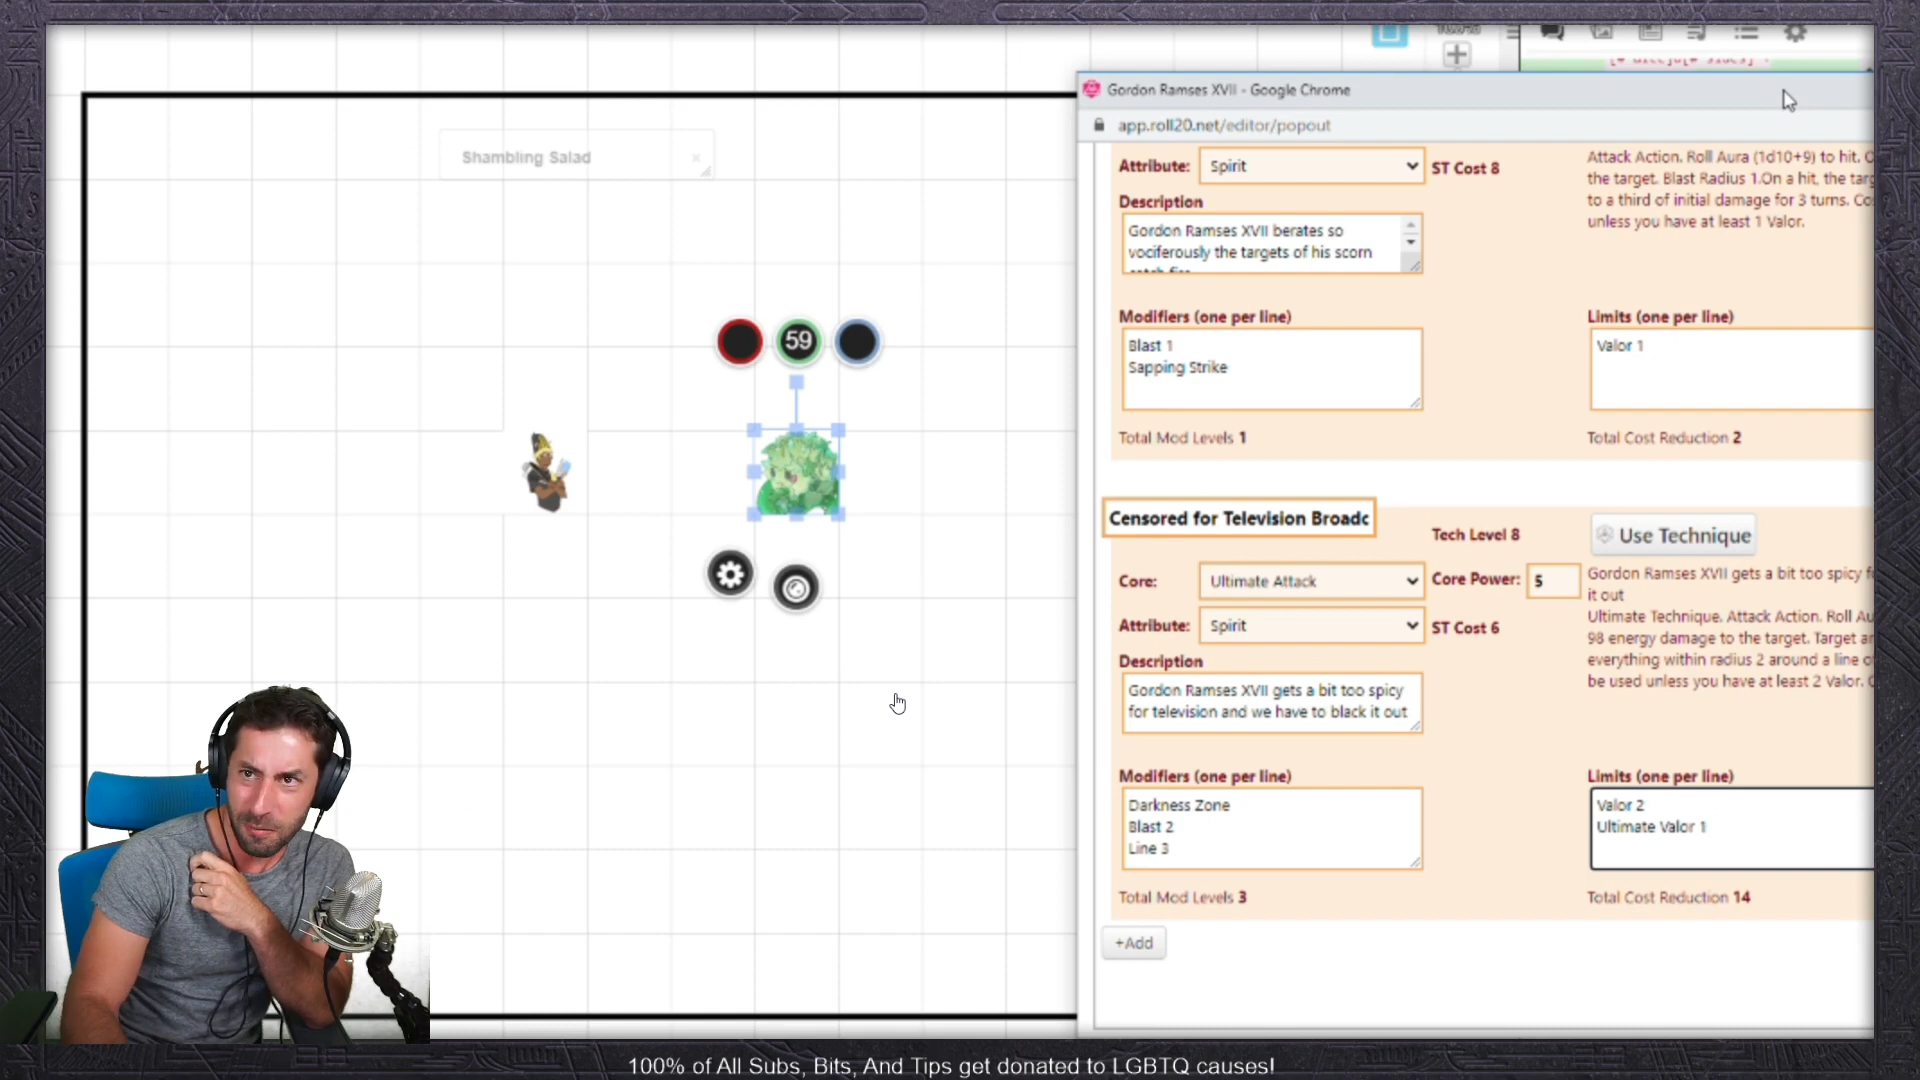 Gordon Ramses XVII - Google Chrome
app.roll20.net/editor/popout
Shambling Salad
59
Attribute:
Spirit
ST Cost 8
Attack Action. Roll Aura (1d10+9) to hit.
the target. Blast Radius 1.On a hit, the
to a third of initial damage for 3 turns.
unless you have at least 1 Valor.
Description
Gordon Ramses XVII berates so
vociferously the targets of his scorn
Modifiers (one per line)
Blast 1
Sapping Strike
Limits (one per line)
Valor 1
Total Mod Levels 1
Total Cost Reduction 2
Censored for Television Broadc
Tech Level 8
Use Technique
Core:
Ultimate Attack
Core Power:
5
Attribute:
Spirit
ST Cost 6
Gordon Ramses XVII gets a bit too spicy
it out
Ultimate Technique. Attack Action. Roll
98 energy damage to the target. Target
everything within radius 2 around a line
be used unless you have at least 2 Valor.
Description
Gordon Ramses XVII gets a bit too spicy
for television and we have to black it out
Modifiers (one per line)
Darkness Zone
Blast 2
Line 3
Limits (one per line)
Valor 2
Ultimate Valor 1
Total Mod Levels 3
Total Cost Reduction 14
+Add
100% of All Subs, Bits, And Tips get donated to LGBTQ causes!